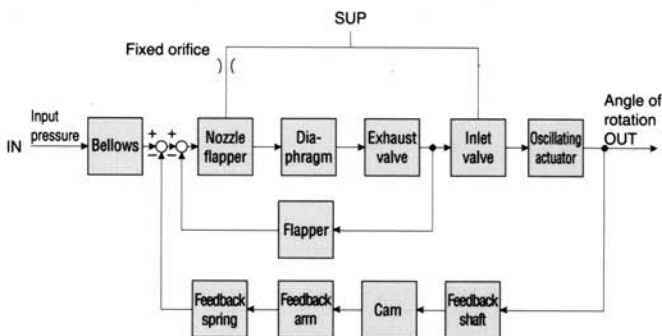 SUP
Fixed orifice
Angle of
rotation
OUT
Input
pressure
IN
Bellows
+
+
−
−
Nozzle
flapper
Dia-
phragm
Exhaust
valve
Inlet
valve
Oscillating
actuator
Flapper
Feedback
spring
Feedback
arm
Cam
Feedback
shaft